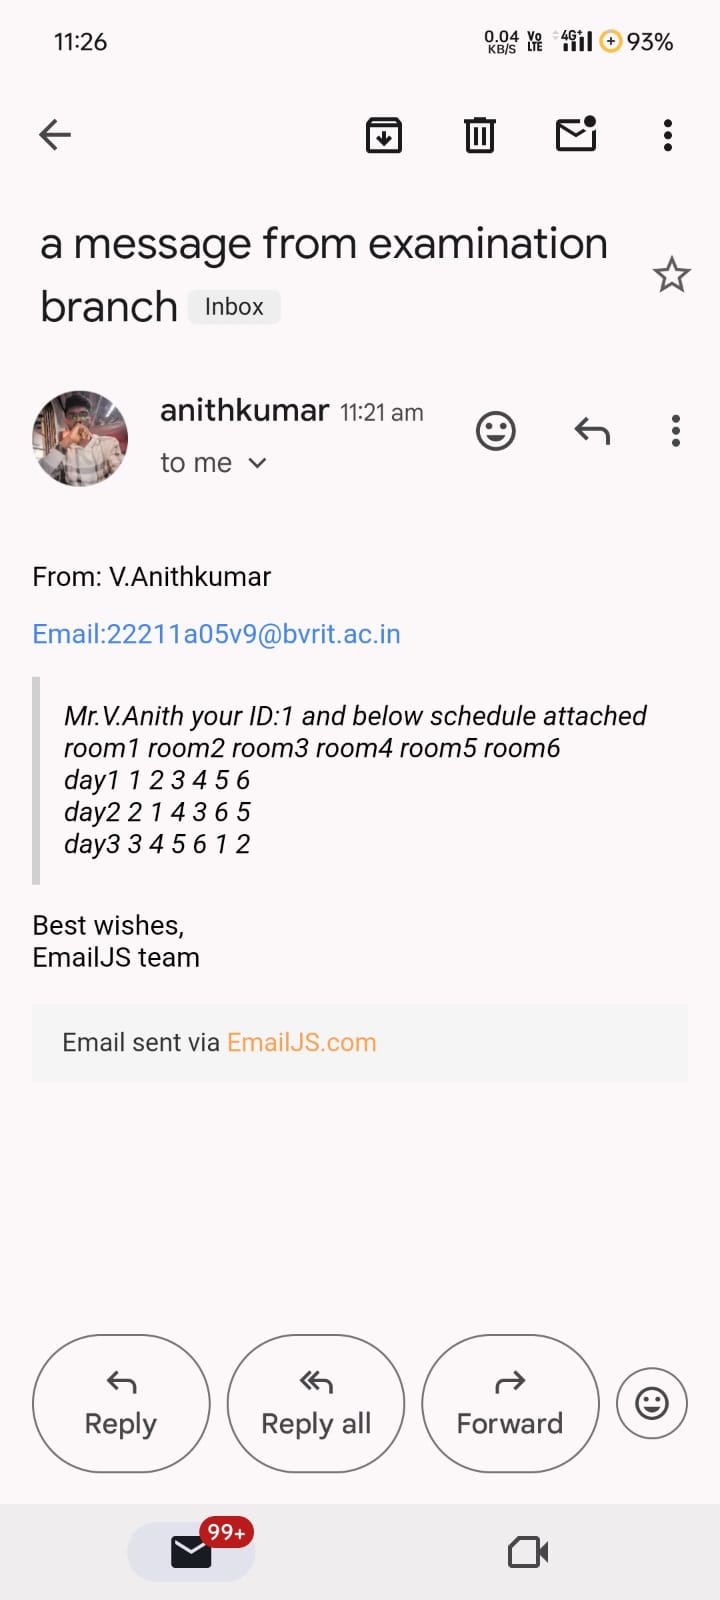 11:26
0.04 KB/S Vo LTE 4G+ 93%
a message from examination
branch Inbox
anithkumar 11:21 am
to me
From: V.Anithkumar
Email:22211a05v9@bvrit.ac.in
Mr.V.Anith your ID:1 and below schedule attached
room1 room2 room3 room4 room5 room6
day1 1 2 3 4 5 6
day2 2 1 4 3 6 5
day3 3 4 5 6 1 2
Best wishes,
EmailJS team
Email sent via EmailJS.com
Reply Reply all Forward
99+